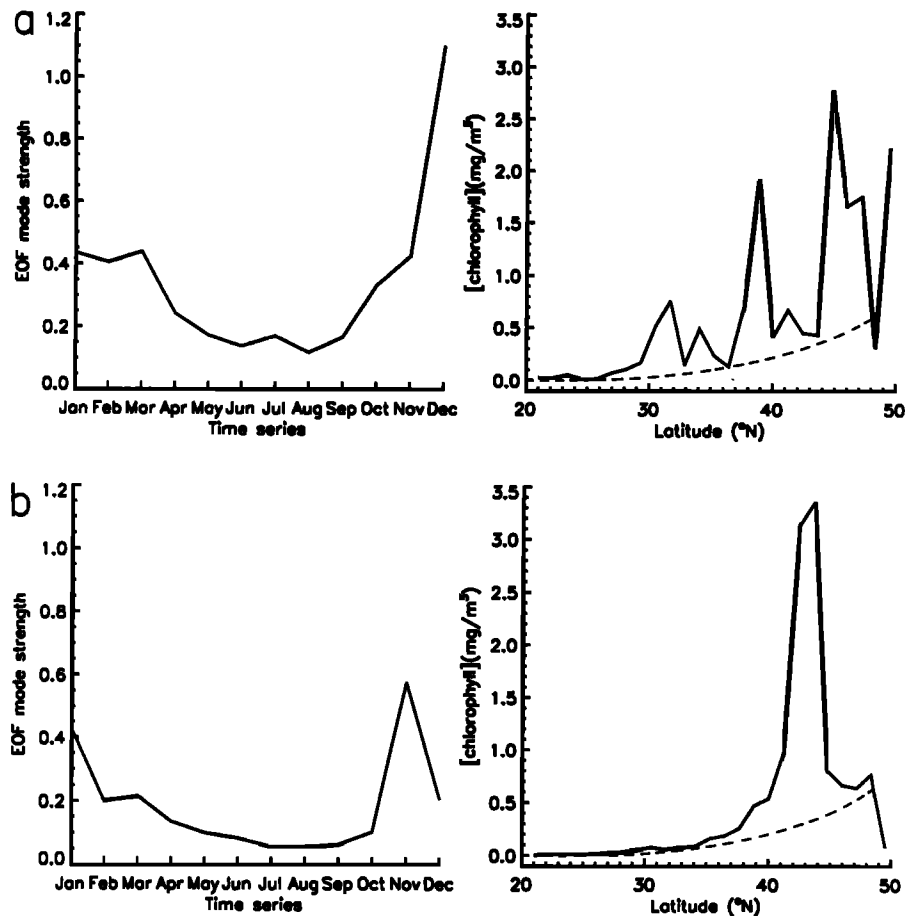 a
1.2
1.0
0.8
0.6
0.4
0.2
0.0
EOF mode strength
Jan Feb Mar Apr May Jun Jul Aug Sep Oct Nov Dec
Time series
3.5
3.0
2.5
2.0
1.5
1.0
0.5
0.0
[chlorophyll](mg/m³)
20 30 40 50
Latitude (°N)
b
1.2
1.0
0.8
0.6
0.4
0.2
0.0
EOF mode strength
Jan Feb Mar Apr May Jun Jul Aug Sep Oct Nov Dec
Time series
3.5
3.0
2.5
2.0
1.5
1.0
0.5
0.0
[chlorophyll](mg/m³)
20 30 40 50
Latitude (°N)